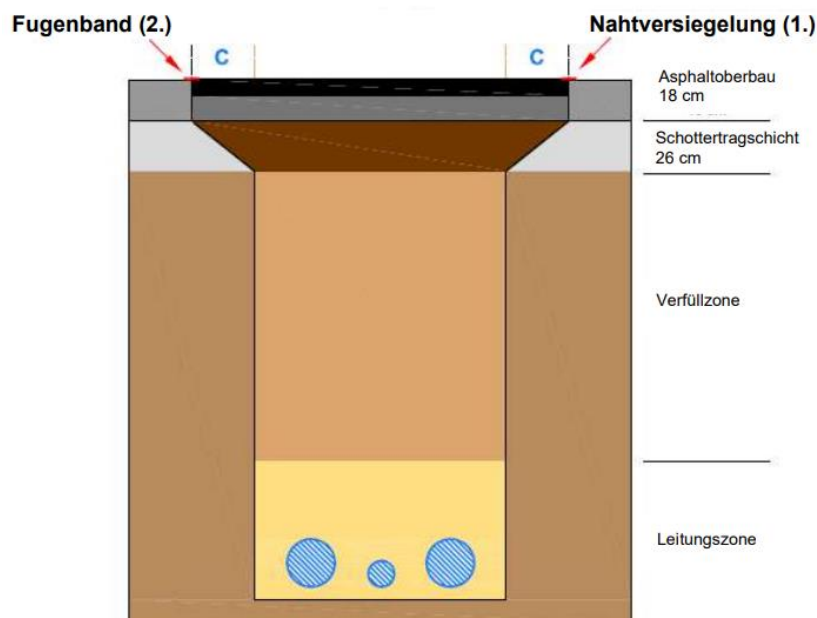 Fugenband (2.)
Nahtversiegelung (1.)
C
C
Asphaltoberbau
18 cm
Schottertragschicht
26 cm
Verfüllzone
Leitungszone